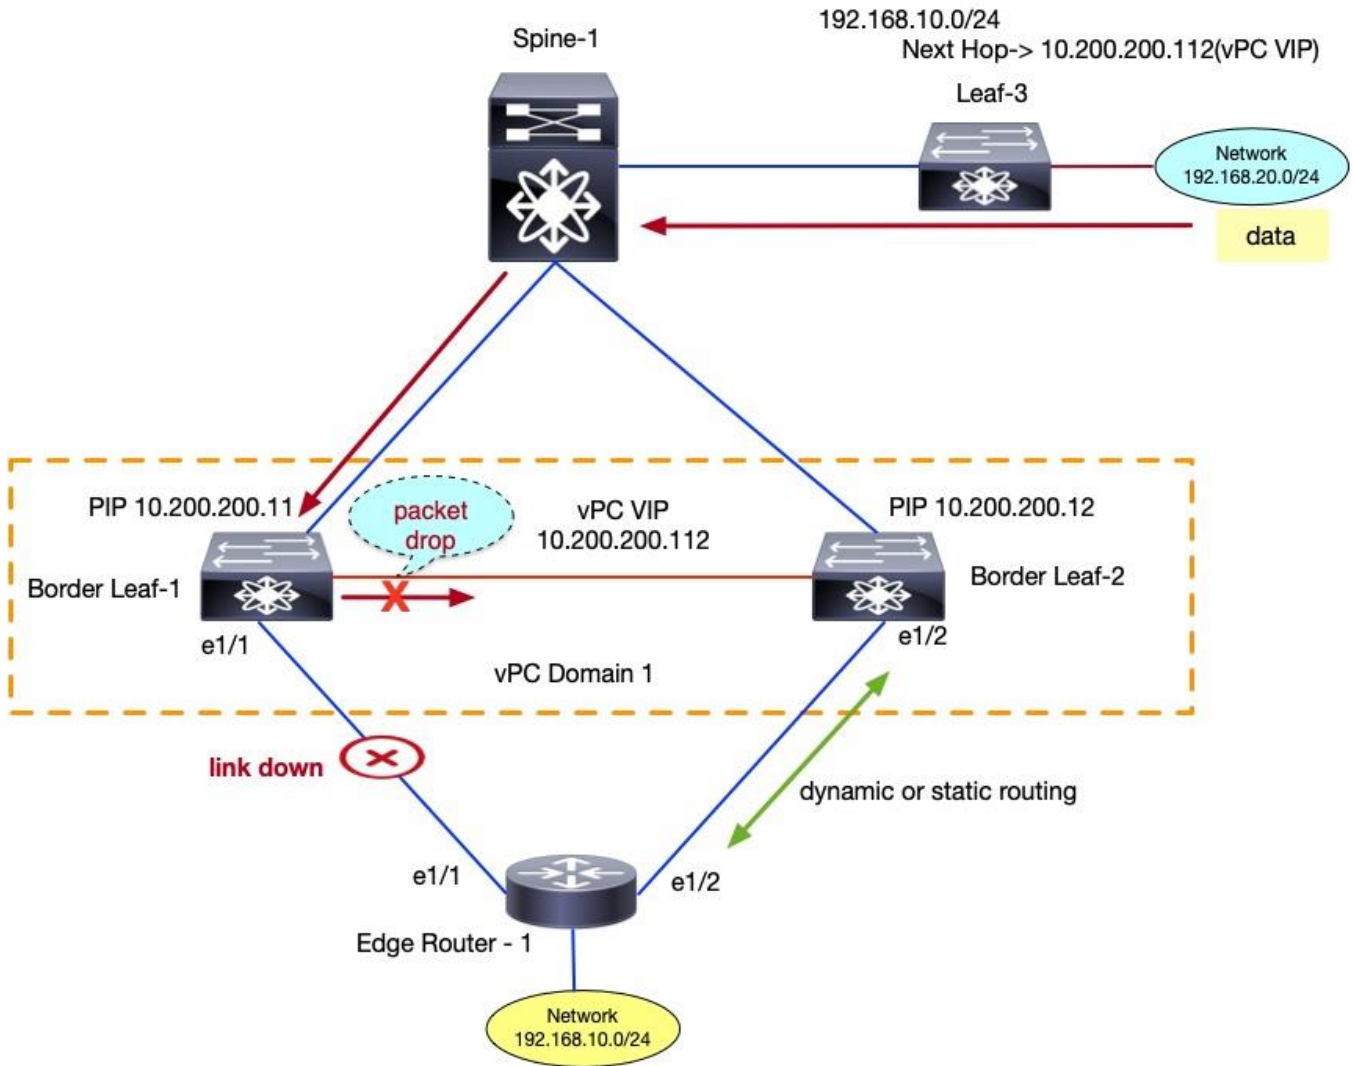 192.168.10.0/24
Spine-1
Next Hop-> 10.200.200.112(vPC VIP)
Leaf-3
Network
192.168.20.0/24
data
PIP 10.200.200.11
packet
drop
vPC VIP
10.200.200.112
PIP 10.200.200.12
Border Leaf-1
X
Border Leaf-2
e1/1
e1/2
vPC Domain 1
link down
dynamic or static routing
e1/1
e1/2
Edge Router - 1
Network
192.168.10.0/24